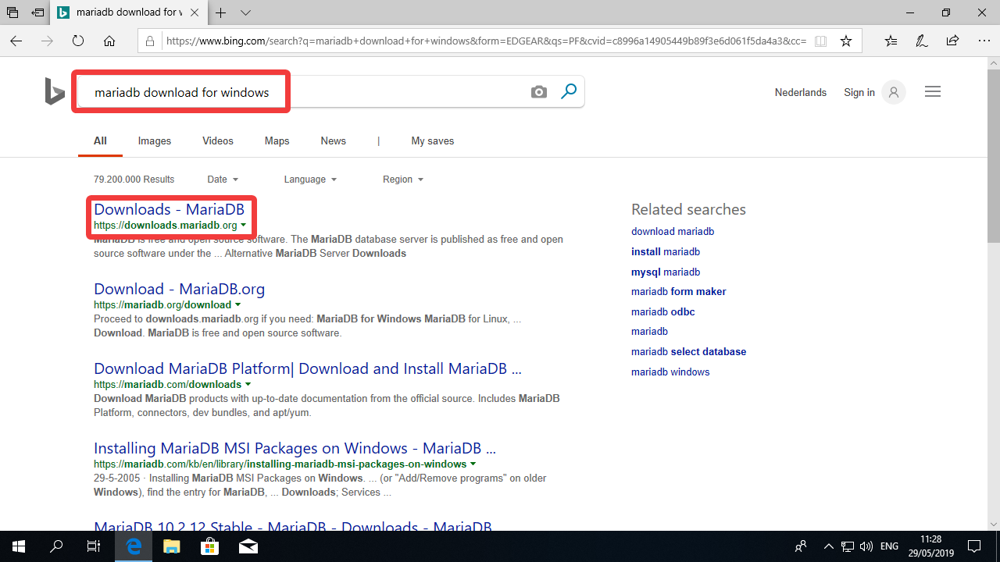 mariadb download for w
https://www.bing.com/search?q=mariadb+download+for+windows&form=EDGEAR&qs=PF&cvid=c8996a14905449b89f3e6d061f5da4a3&cc=
mariadb download for windows
Nederlands Sign in
All Images Videos Maps News | My saves
79.200.000 Results Date Language Region
Downloads - MariaDB
https://downloads.mariadb.org
MariaDB is free and open source software. The MariaDB database server is published as free and open
source software under the ... Alternative MariaDB Server Downloads
Download - MariaDB.org
https://mariadb.org/download
Proceed to downloads.mariadb.org if you need: MariaDB for Windows MariaDB for Linux, ...
Download. MariaDB is free and open source software.
Download MariaDB Platform| Download and Install MariaDB ...
https://mariadb.com/downloads
Download MariaDB products with up-to-date documentation from the official source. Includes MariaDB
Platform, connectors, dev bundles, and apt/yum.
Installing MariaDB MSI Packages on Windows - MariaDB ...
https://mariadb.com/kb/en/library/installing-mariadb-msi-packages-on-windows
29-5-2005 · Installing MariaDB MSI Packages on Windows. ... (or "Add/Remove programs" on older
Windows), find the entry for MariaDB, ... Downloads; Services ...
MariaDB 10.2.12 Stable - MariaDB - Downloads - MariaDB
Related searches
download mariadb
install mariadb
mysql mariadb
mariadb form maker
mariadb odbc
mariadb
mariadb select database
mariadb windows
ENG
11:28
29/05/2019